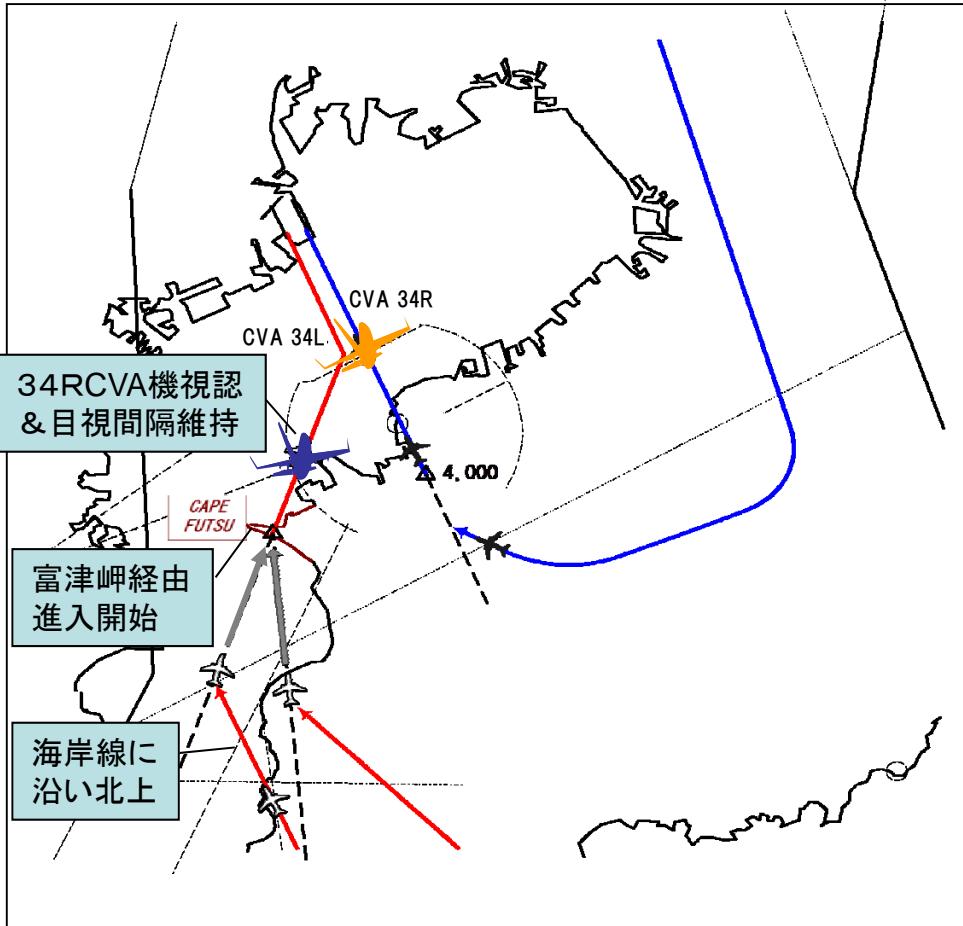 CVA 34R
CVA 34L
34RCVA機視認
&目視間隔維持
4,000
CAPE
FUTSU
富津岬経由
進入開始
海岸線に
沿い北上